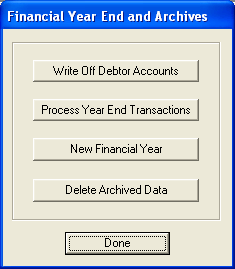 Financial Year End and Archives
Write Off Debtor Accounts
Process Year End Transactions
New Financial Year
Delete Archived Data
Done